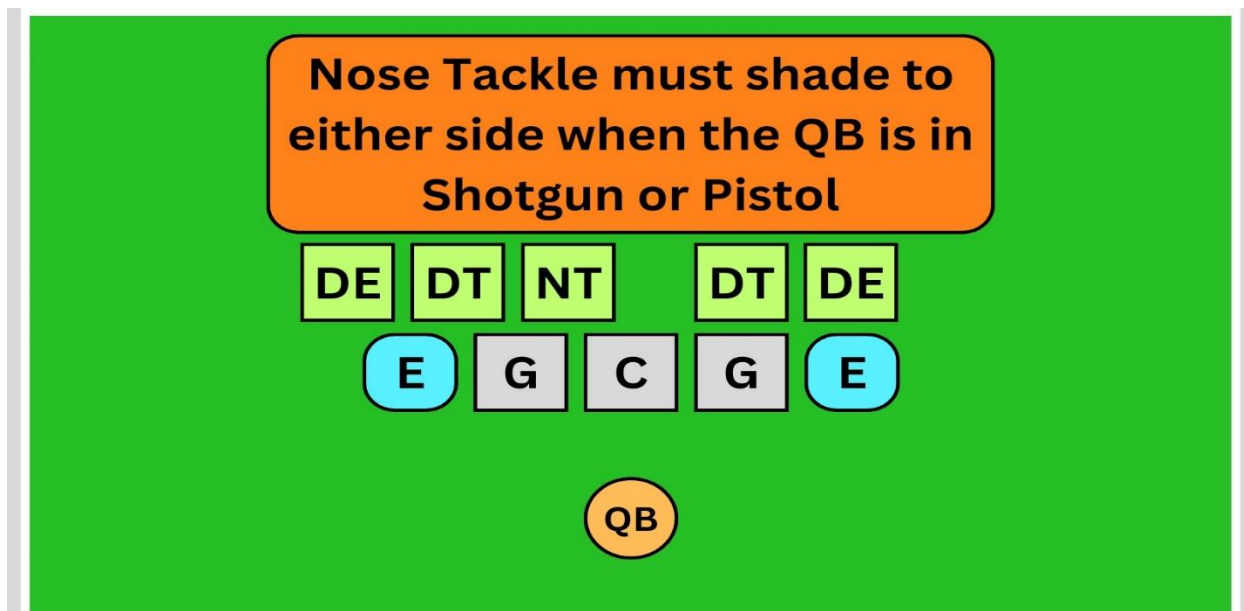 Nose Tackle must shade to
either side when the QB is in
Shotgun or Pistol
DE DT NT DT DE
E G C G E
QB